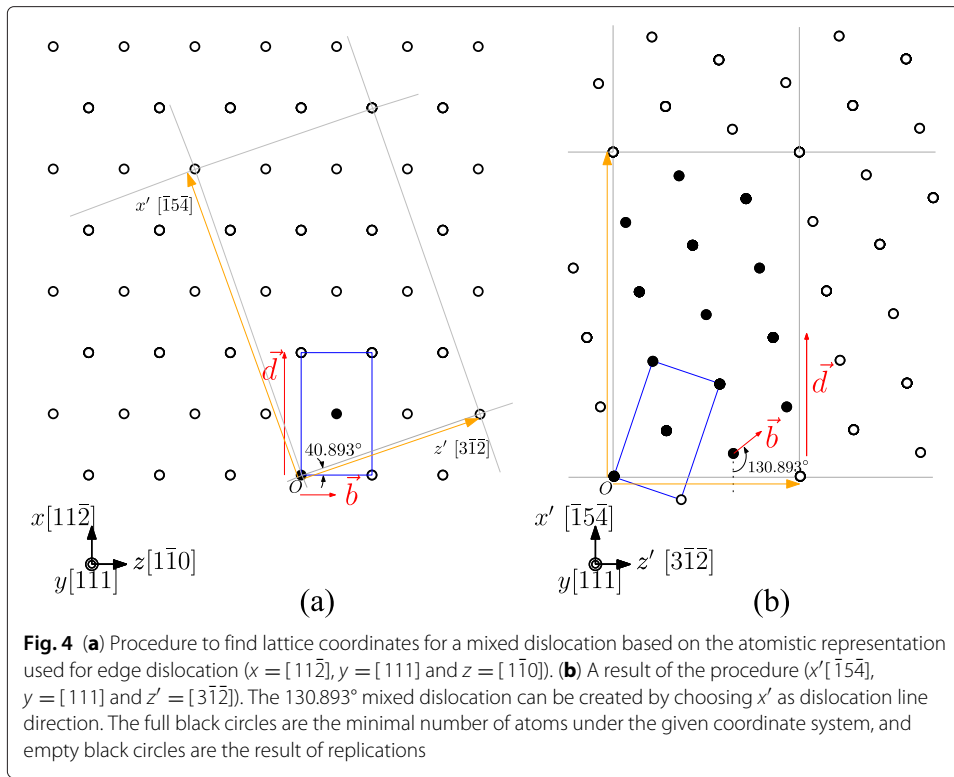 x′ [1̅54̅]
d⃗
40.893°
z′ [31̅2̅]
O
b⃗
x[112̅]
z[11̅0]
y[111]
(a)
d⃗
b⃗
130.893°
O
x′ [1̅54̅]
z′ [31̅2̅]
y[111]
(b)
Fig. 4 (a) Procedure to find lattice coordinates for a mixed dislocation based on the atomistic representation
used for edge dislocation (x = [112̅], y = [111] and z = [11̅0]). (b) A result of the procedure (x′[1̅54̅],
y = [111] and z′ = [31̅2̅]). The 130.893° mixed dislocation can be created by choosing x′ as dislocation line
direction. The full black circles are the minimal number of atoms under the given coordinate system, and
empty black circles are the result of replications